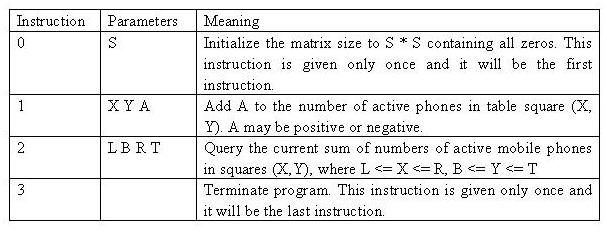 Instruction Parameters Meaning
0 S Initialize the matrix size to S * S containing all zeros. This
instruction is given only once and it will be the first
instruction.
1 X Y A Add A to the number of active phones in table square (X,
Y). A may be positive or negative.
2 L B R T Query the current sum of numbers of active mobile phones
in squares (X, Y), where L <= X <= R, B <= Y <= T
3 Terminate program. This instruction is given only once and
it will be the last instruction.